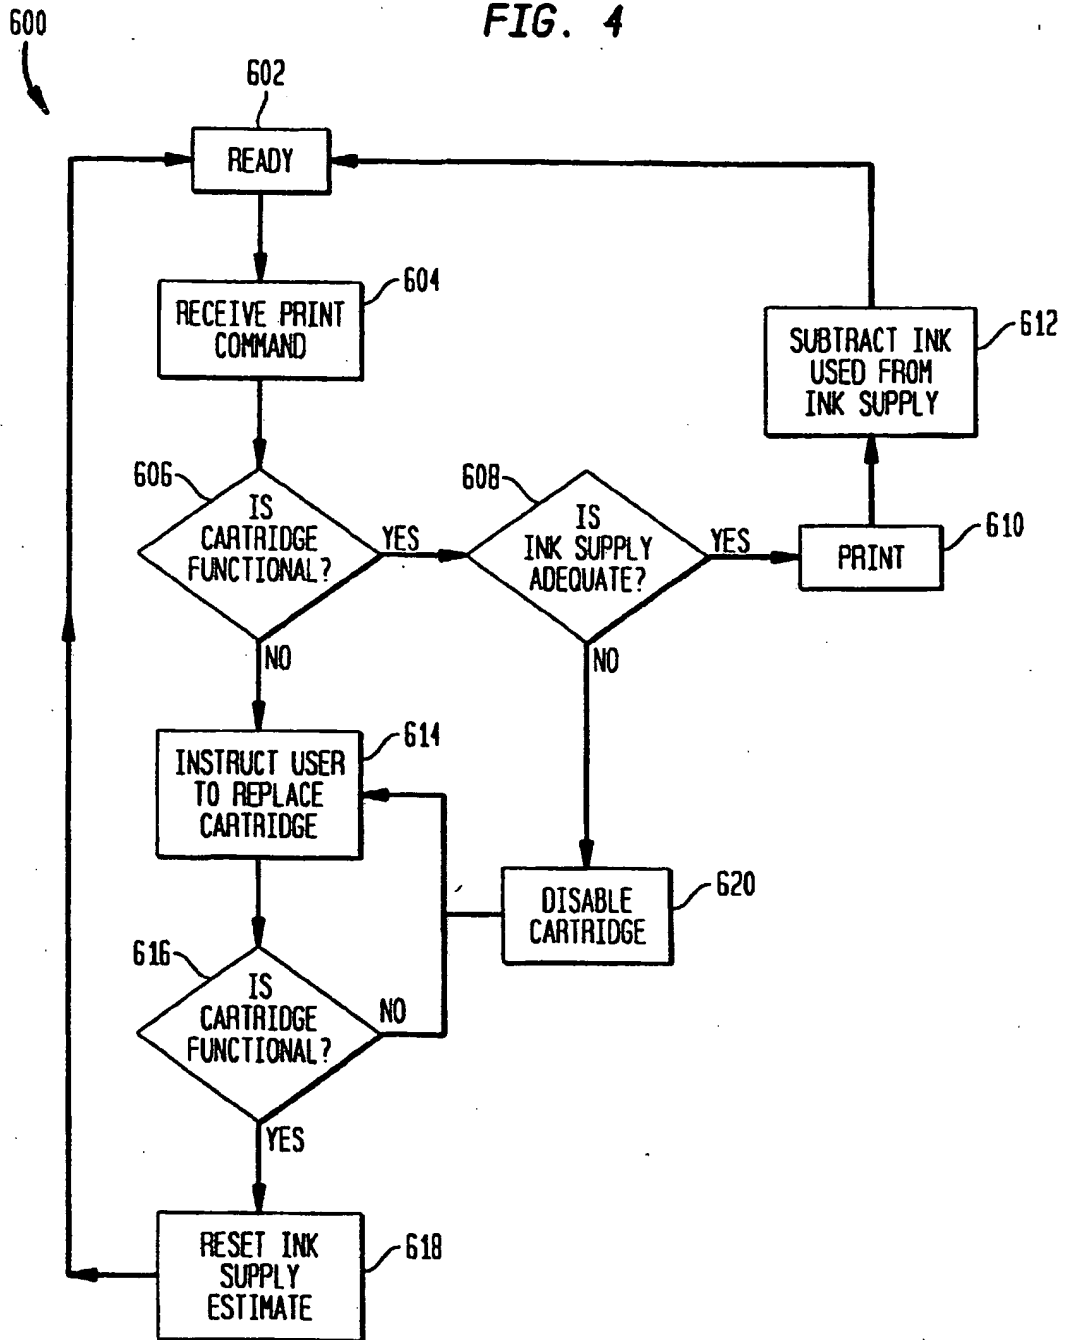 FIG. 4
600
602
READY
604
RECEIVE PRINT
COMMAND
612
SUBTRACT INK
USED FROM
INK SUPPLY
606
IS
CARTRIDGE
FUNCTIONAL?
YES
NO
608
IS
INK SUPPLY
ADEQUATE?
YES
NO
610
PRINT
614
INSTRUCT USER
TO REPLACE
CARTRIDGE
620
DISABLE
CARTRIDGE
616
IS
CARTRIDGE
FUNCTIONAL?
NO
YES
618
RESET INK
SUPPLY
ESTIMATE